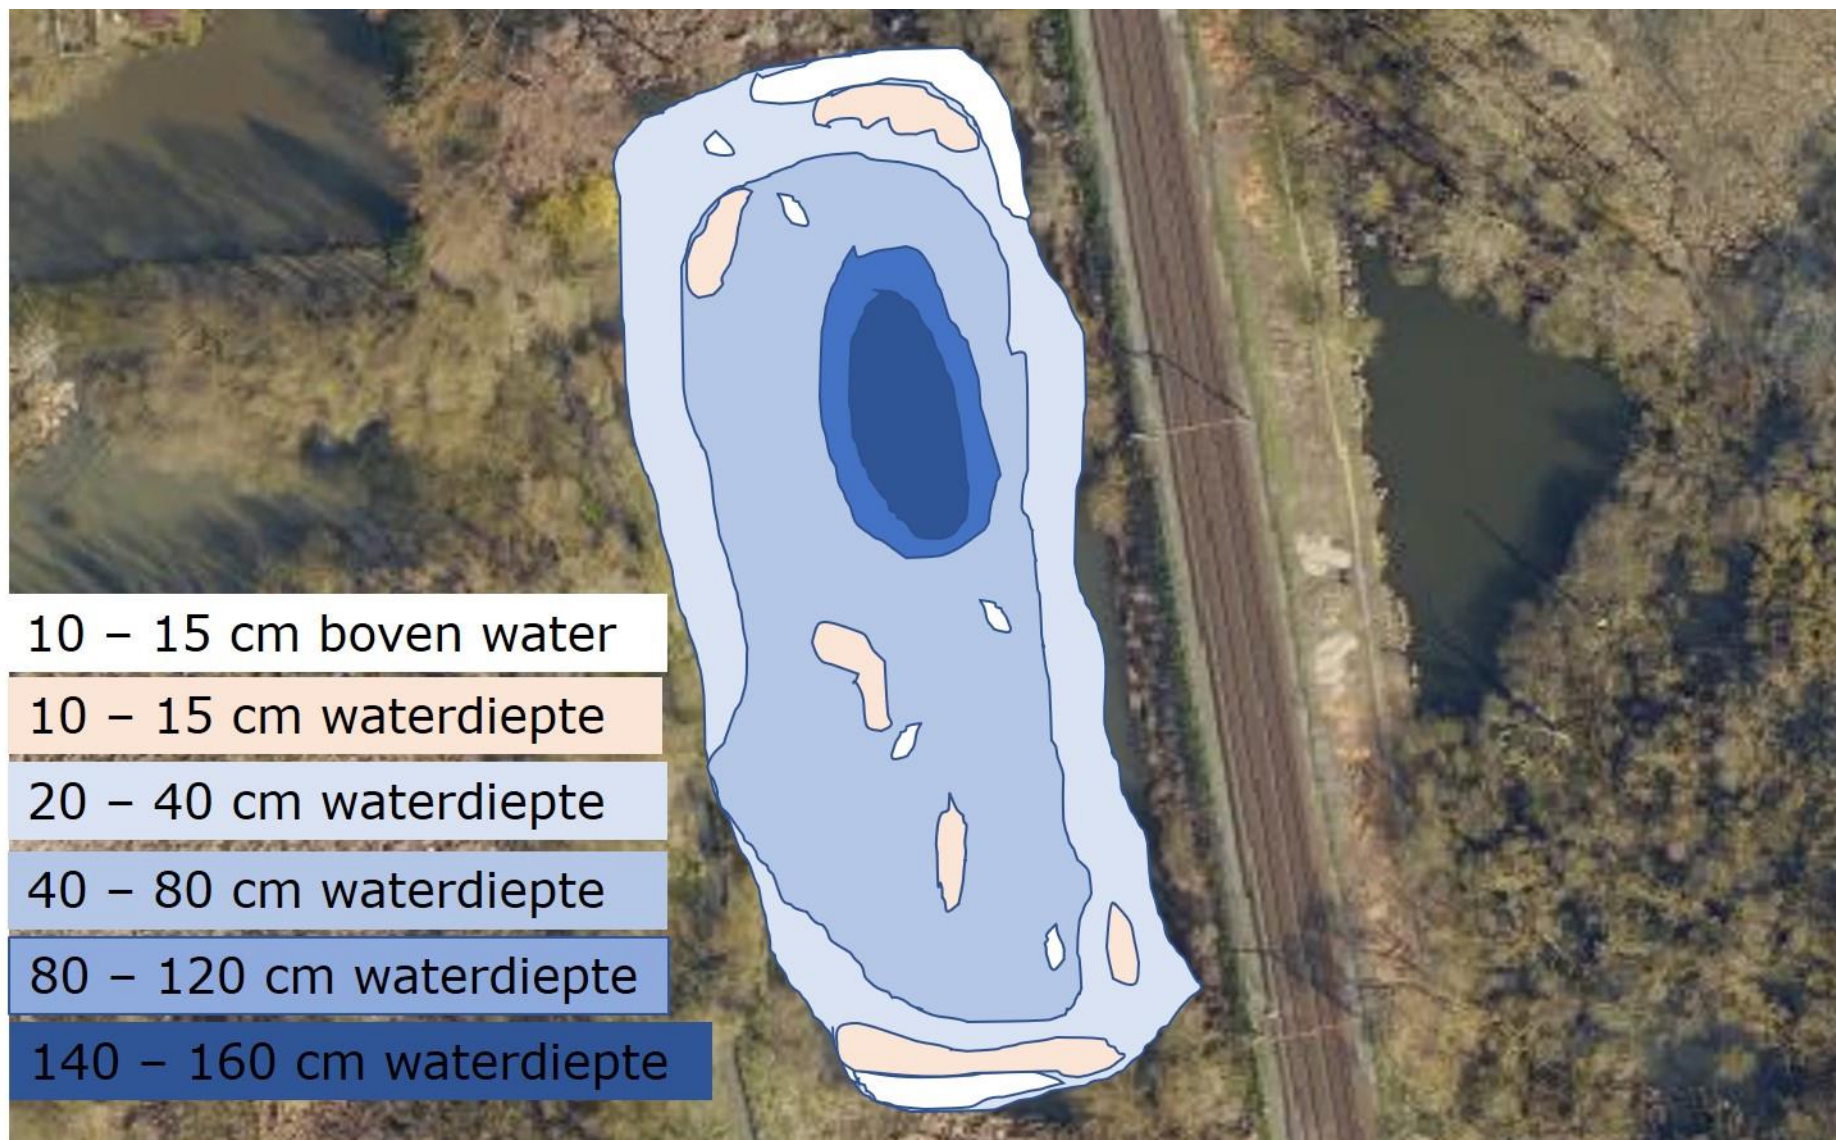 10 – 15 cm boven water
10 – 15 cm waterdiepte
20 – 40 cm waterdiepte
40 – 80 cm waterdiepte
80 – 120 cm waterdiepte
140 – 160 cm waterdiepte